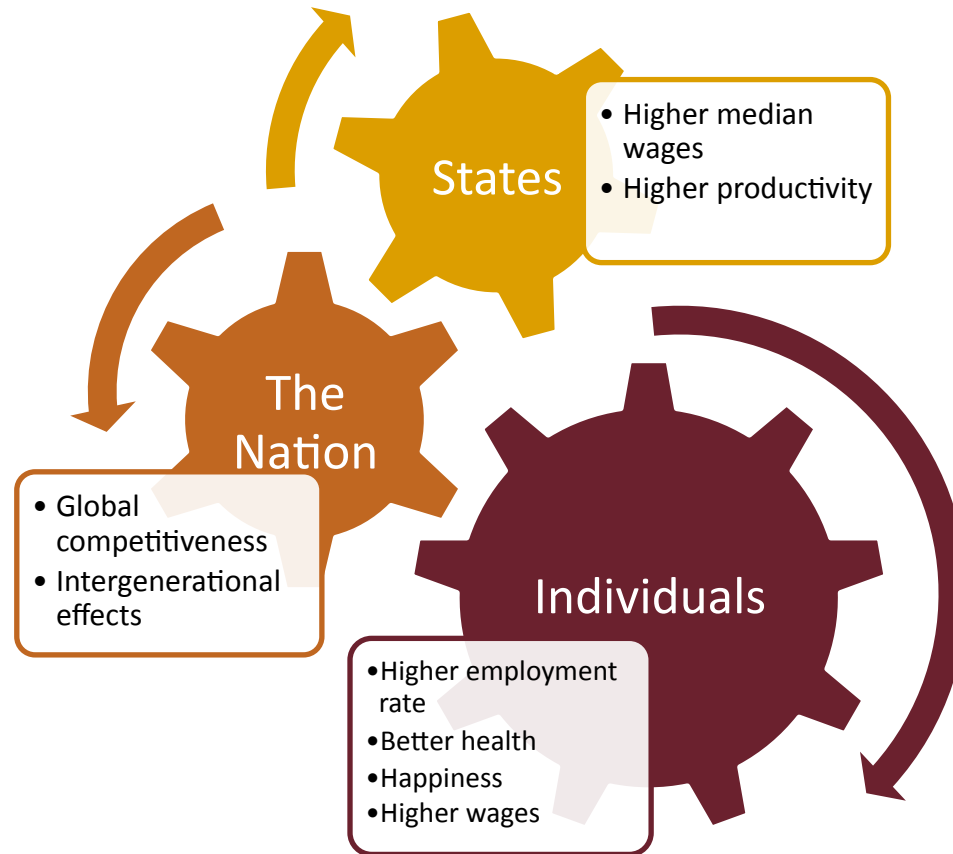 States
• Higher median
wages
• Higher productivity
The
Nation
• Global
competitiveness
• Intergenerational
effects
Individuals
•Higher employment
rate
•Better health
•Happiness
•Higher wages